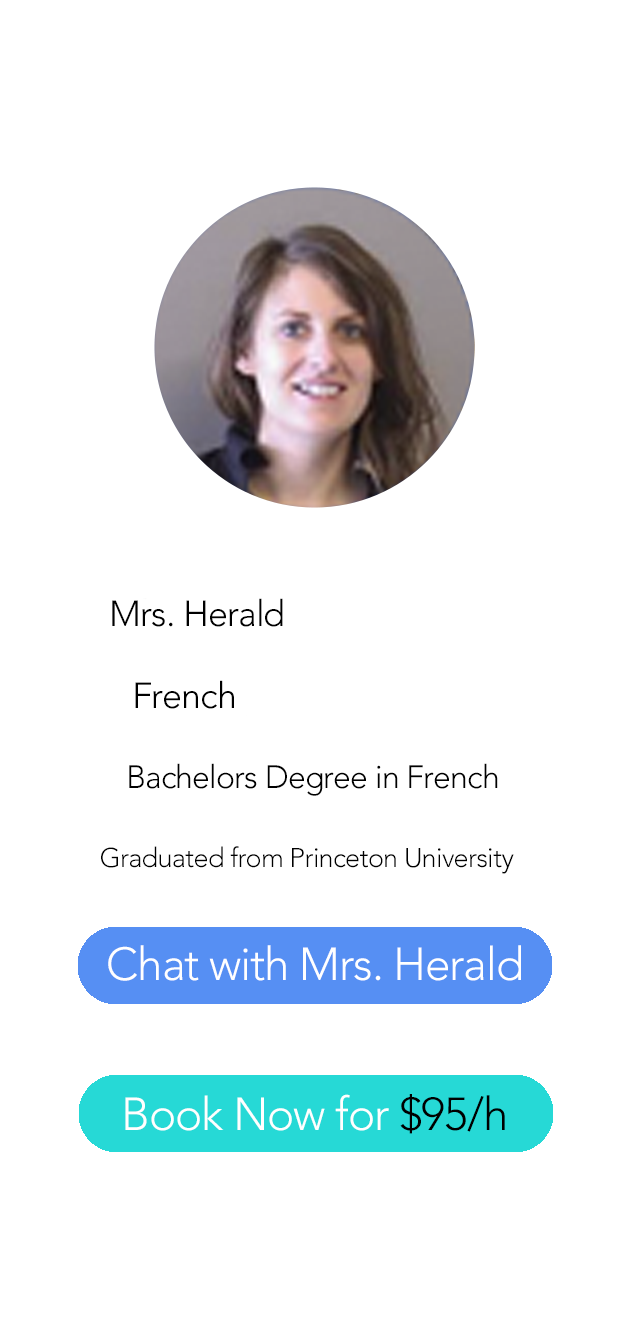 Mrs. Herald
French
Bachelors Degree in French
Graduated from Princeton University
Chat with Mrs. Herald
Book Now for $95/h